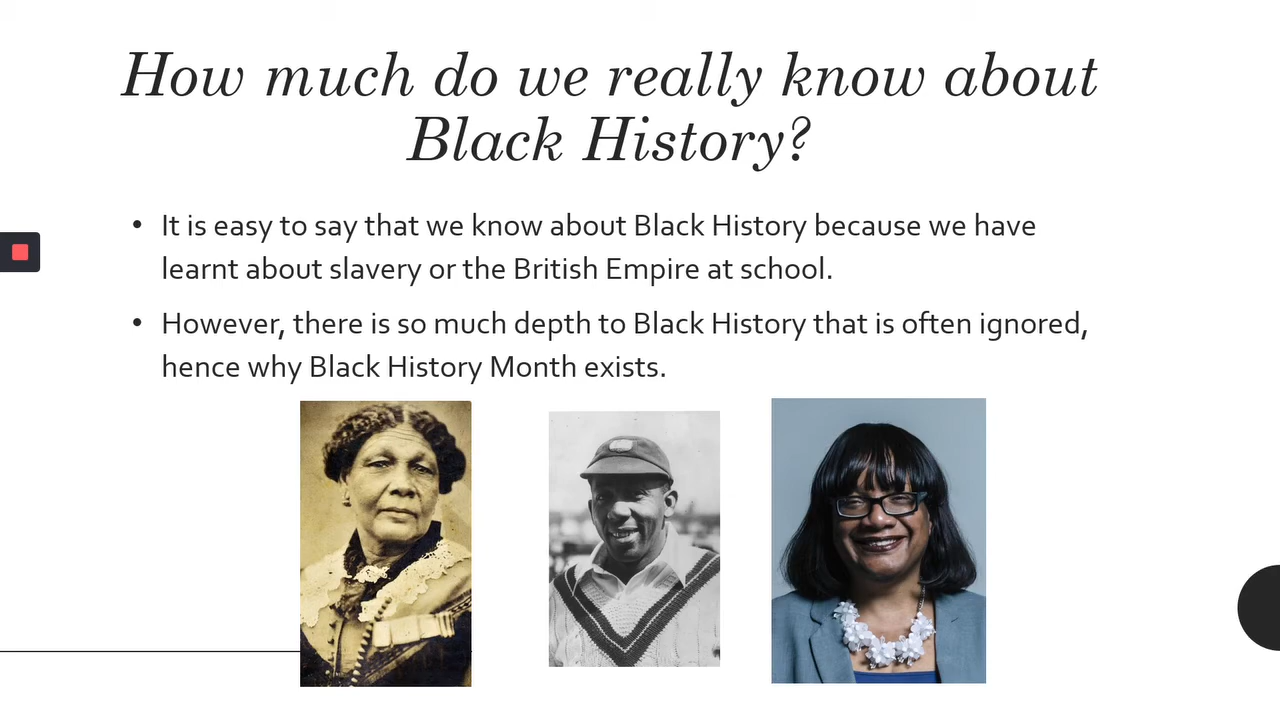 How much do we really know about
Black History?
• It is easy to say that we know about Black History because we have
learnt about slavery or the British Empire at school.
• However, there is so much depth to Black History that is often ignored,
hence why Black History Month exists.